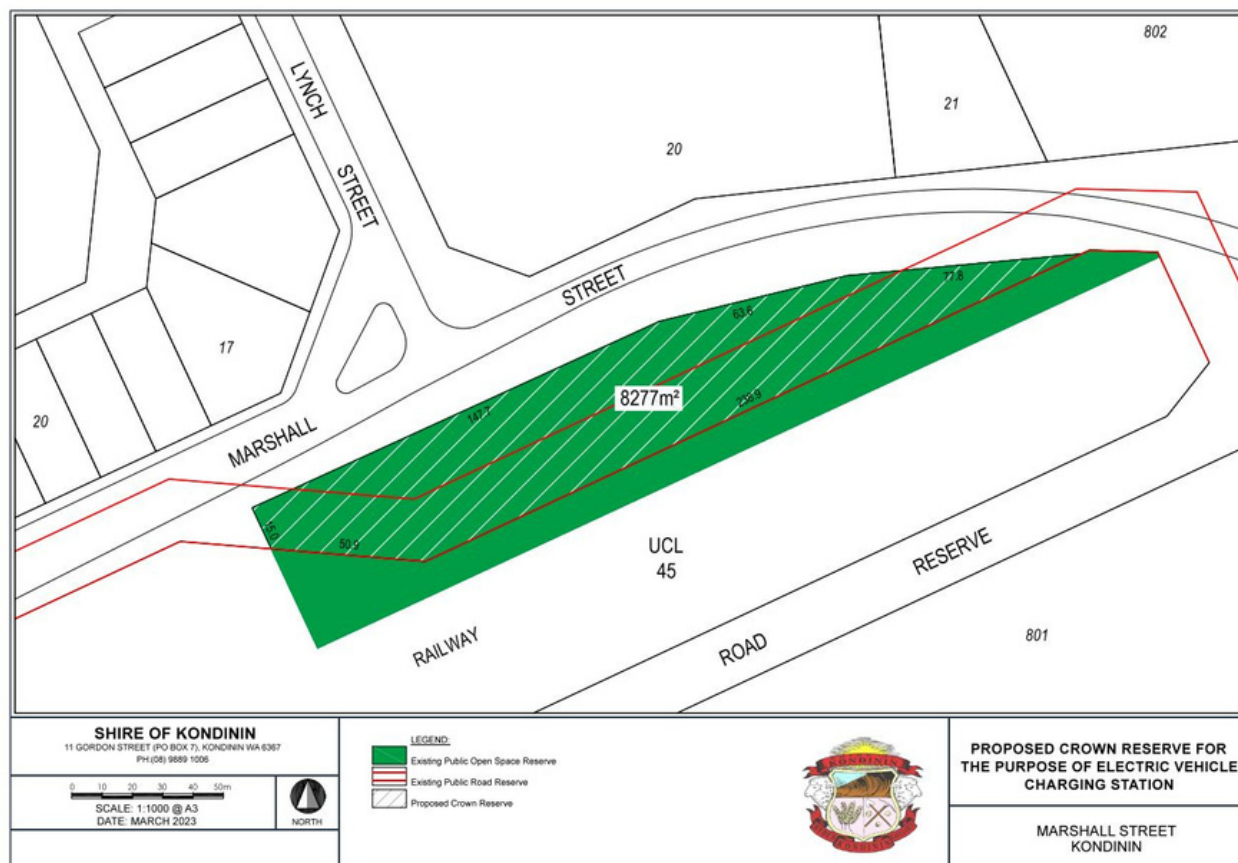 802
LYNCH
STREET
20
21
STREET
17
20
MARSHALL
147.7
63.6
77.8
8277m²
238.9
15.0
50.9
UCL
45
RAILWAY
ROAD
RESERVE
801
SHIRE OF KONDININ
11 GORDON STREET (PO BOX 7), KONDININ WA 6367
PH:(08) 9889 1006
0 10 20 30 40 50m
SCALE: 1:1000 @ A3
DATE: MARCH 2023
NORTH
LEGEND:
Existing Public Open Space Reserve
Existing Public Road Reserve
Proposed Crown Reserve
KONDININ
KONDININ
PROPOSED CROWN RESERVE FOR
THE PURPOSE OF ELECTRIC VEHICLE
CHARGING STATION
MARSHALL STREET
KONDININ